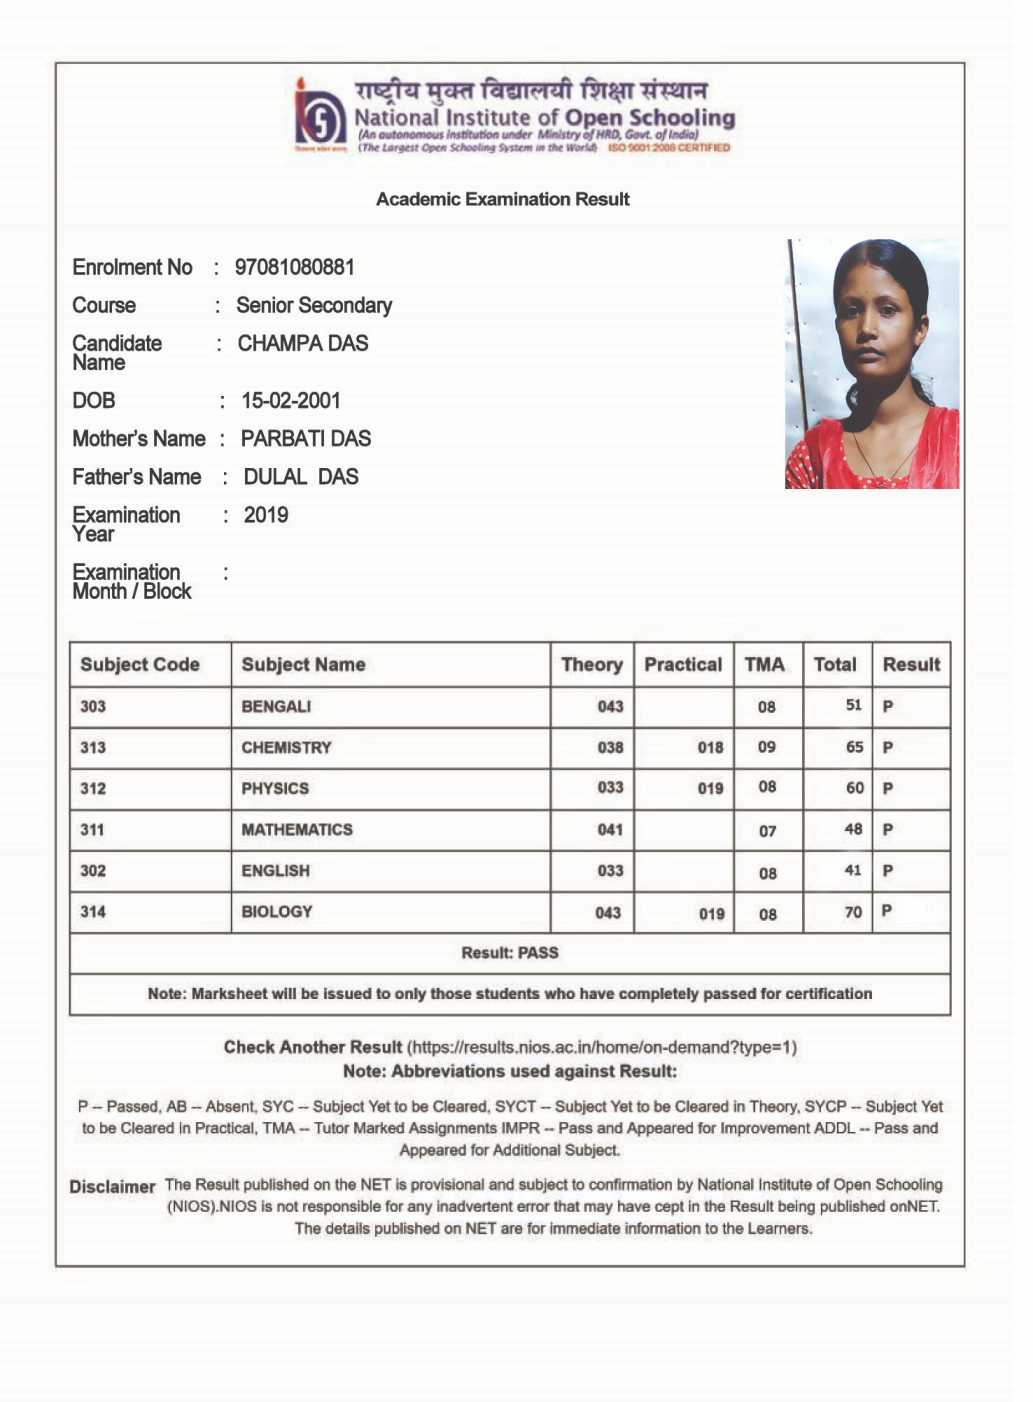 राष्ट्रीय मुक्त विद्यालयी शिक्षा संस्थान
National Institute of Open Schooling
(An autonomous institution under Ministry of HRD, Govt. of India)
(The Largest Open Schooling System in the World) ISO 9001:2008 CERTIFIED
Academic Examination Result
Enrolment No : 97081080881
Course : Senior Secondary
Candidate Name : CHAMPA DAS
DOB : 15-02-2001
Mother's Name : PARBATI DAS
Father's Name : DULAL DAS
Examination Year : 2019
Examination Month / Block :
Subject Code Subject Name Theory Practical TMA Total Result
303 BENGALI 043 08 51 P
313 CHEMISTRY 038 018 09 65 P
312 PHYSICS 033 019 08 60 P
311 MATHEMATICS 041 07 48 P
302 ENGLISH 033 08 41 P
314 BIOLOGY 043 019 08 70 P
Result: PASS
Note: Marksheet will be issued to only those students who have completely passed for certification
Check Another Result (https://results.nios.ac.in/home/on-demand?type=1)
Note: Abbreviations used against Result:
P -- Passed, AB -- Absent, SYC -- Subject Yet to be Cleared, SYCT -- Subject Yet to be Cleared in Theory, SYCP -- Subject Yet
to be Cleared in Practical, TMA -- Tutor Marked Assignments IMPR -- Pass and Appeared for Improvement ADDL -- Pass and
Appeared for Additional Subject.
Disclaimer The Result published on the NET is provisional and subject to confirmation by National Institute of Open Schooling
(NIOS).NIOS is not responsible for any inadvertent error that may have cept in the Result being published onNET.
The details published on NET are for immediate information to the Learners.